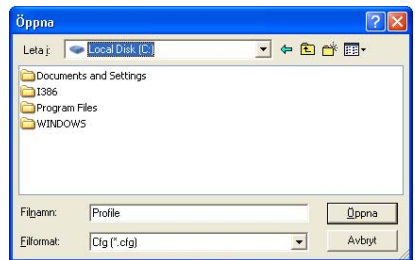 Öppna
Leta i: Local Disk (C:)
Documents and Settings
I386
Program Files
WINDOWS
Filnamn: Profile Öppna
Filformat: Cfg (*.cfg) Avbryt